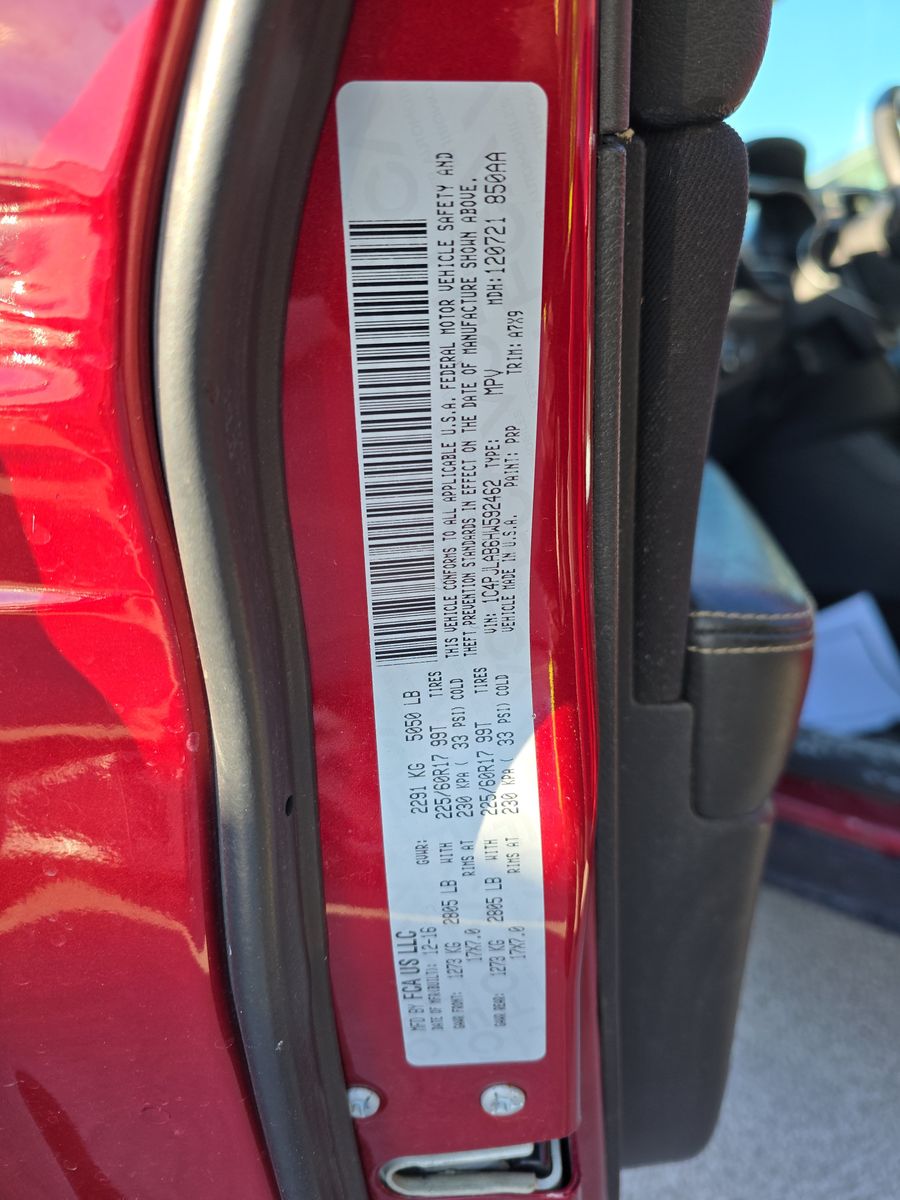 MFD BY FCA US LLC
DATE OF MFR(BUILT): 12-16 GVWR: 2291 KG 5050 LB
GAWR FRONT: 1273 KG 2805 LB WITH 225/60R17 99T TIRES
17X7.0 RIMS AT 230 KPA ( 33 PSI) COLD
GAWR REAR: 1273 KG 2805 LB WITH 225/60R17 99T TIRES
17X7.0 RIMS AT 230 KPA ( 33 PSI) COLD
THIS VEHICLE CONFORMS TO ALL APPLICABLE U.S.A. FEDERAL MOTOR VEHICLE SAFETY AND
THEFT PREVENTION STANDARDS IN EFFECT ON THE DATE OF MANUFACTURE SHOWN ABOVE.
VIN: 1C4PJLAB6HW592462 TYPE: MPV MDH: 120721 850AA
VEHICLE MADE IN U.S.A. PAINT: PRP TRIM: A7X9